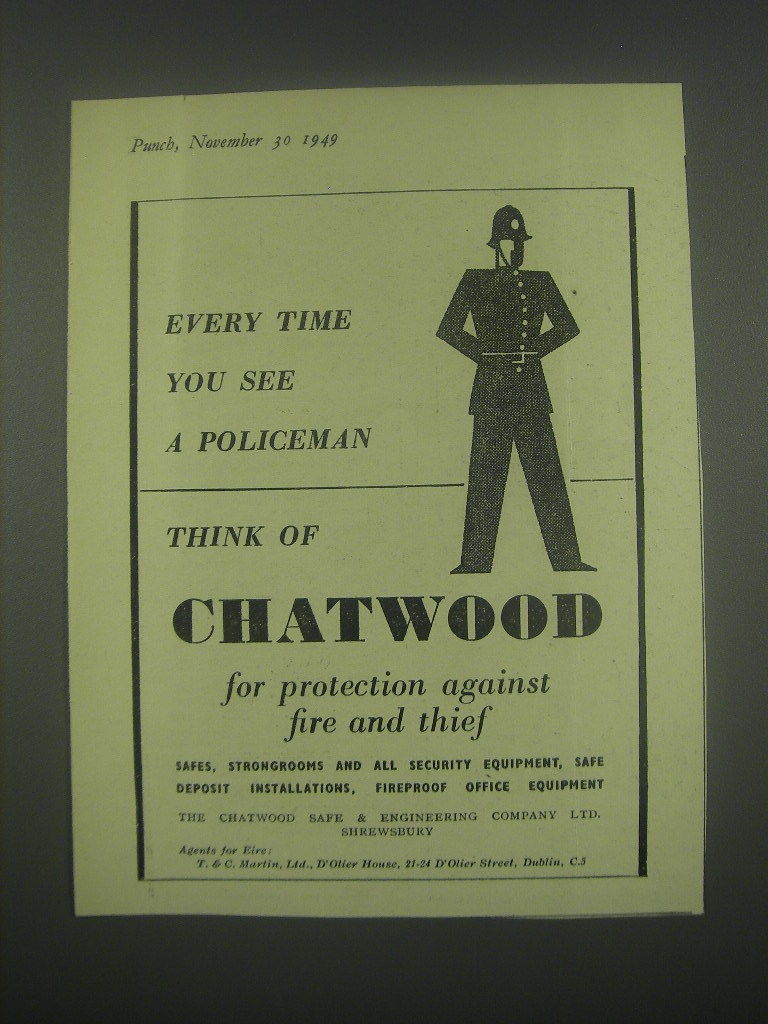 Punch, November 30 1949
EVERY TIME
YOU SEE
A POLICEMAN
THINK OF
CHATWOOD
for protection against
fire and thief
SAFES, STRONGROOMS AND ALL SECURITY EQUIPMENT, SAFE
DEPOSIT INSTALLATIONS, FIREPROOF OFFICE EQUIPMENT
THE CHATWOOD SAFE & ENGINEERING COMPANY LTD.
SHREWSBURY
Agents for Eire:
T. & C. Martin, Ltd., D'Olier House, 21-24 D'Olier Street, Dublin, C.5